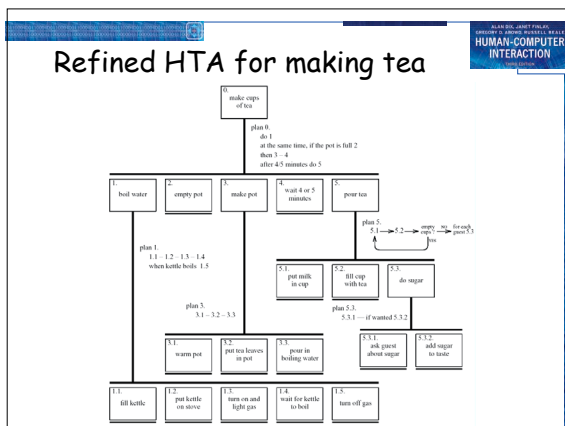 ALAN DIX, JANET FINLAY,
GREGORY D. ABOWD, RUSSELL BEALE
HUMAN-COMPUTER
INTERACTION
THIRD EDITION
Refined HTA for making tea
0.
make cups
of tea
plan 0.
do 1
at the same time, if the pot is full 2
then 3 – 4
after 4/5 minutes do 5
1.
boil water
2.
empty pot
3.
make pot
4.
wait 4 or 5
minutes
5.
pour tea
plan 5.
5.1 5.2 empty cups? NO for each guest 5.3
YES
plan 1.
1.1 – 1.2 – 1.3 – 1.4
when kettle boils 1.5
5.1.
put milk
in cup
5.2.
fill cup
with tea
5.3.
do sugar
plan 3.
3.1 – 3.2 – 3.3
plan 5.3.
5.3.1 — if wanted 5.3.2
3.1.
warm pot
3.2.
put tea leaves
in pot
3.3.
pour in
boiling water
5.3.1.
ask guest
about sugar
5.3.2.
add sugar
to taste
1.1.
fill kettle
1.2.
put kettle
on stove
1.3.
turn on and
light gas
1.4.
wait for kettle
to boil
1.5.
turn off gas